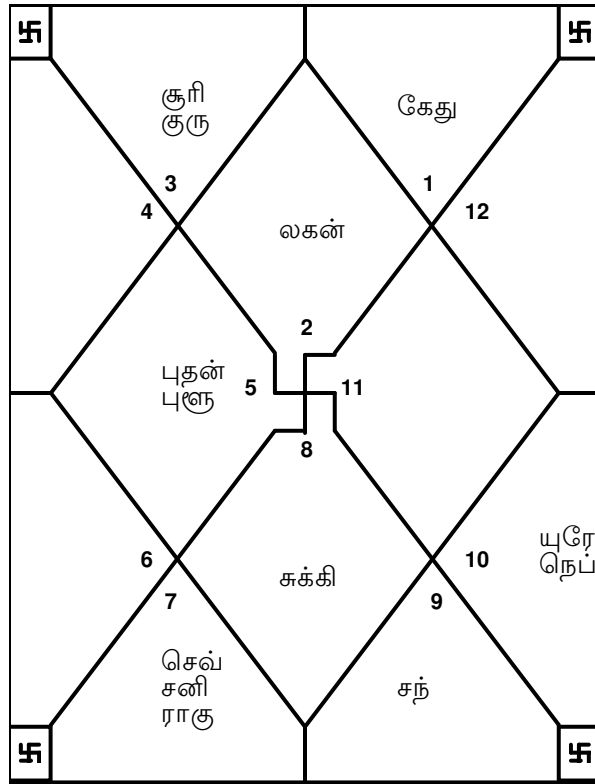 சூரி
குரு
கேது
3
1
4
12
லகன்
2
புதன்
புளூ
5
11
8
யுரே
நெப்
6
10
சுக்கி
7
9
செவ்
சனி
ராகு
சந்